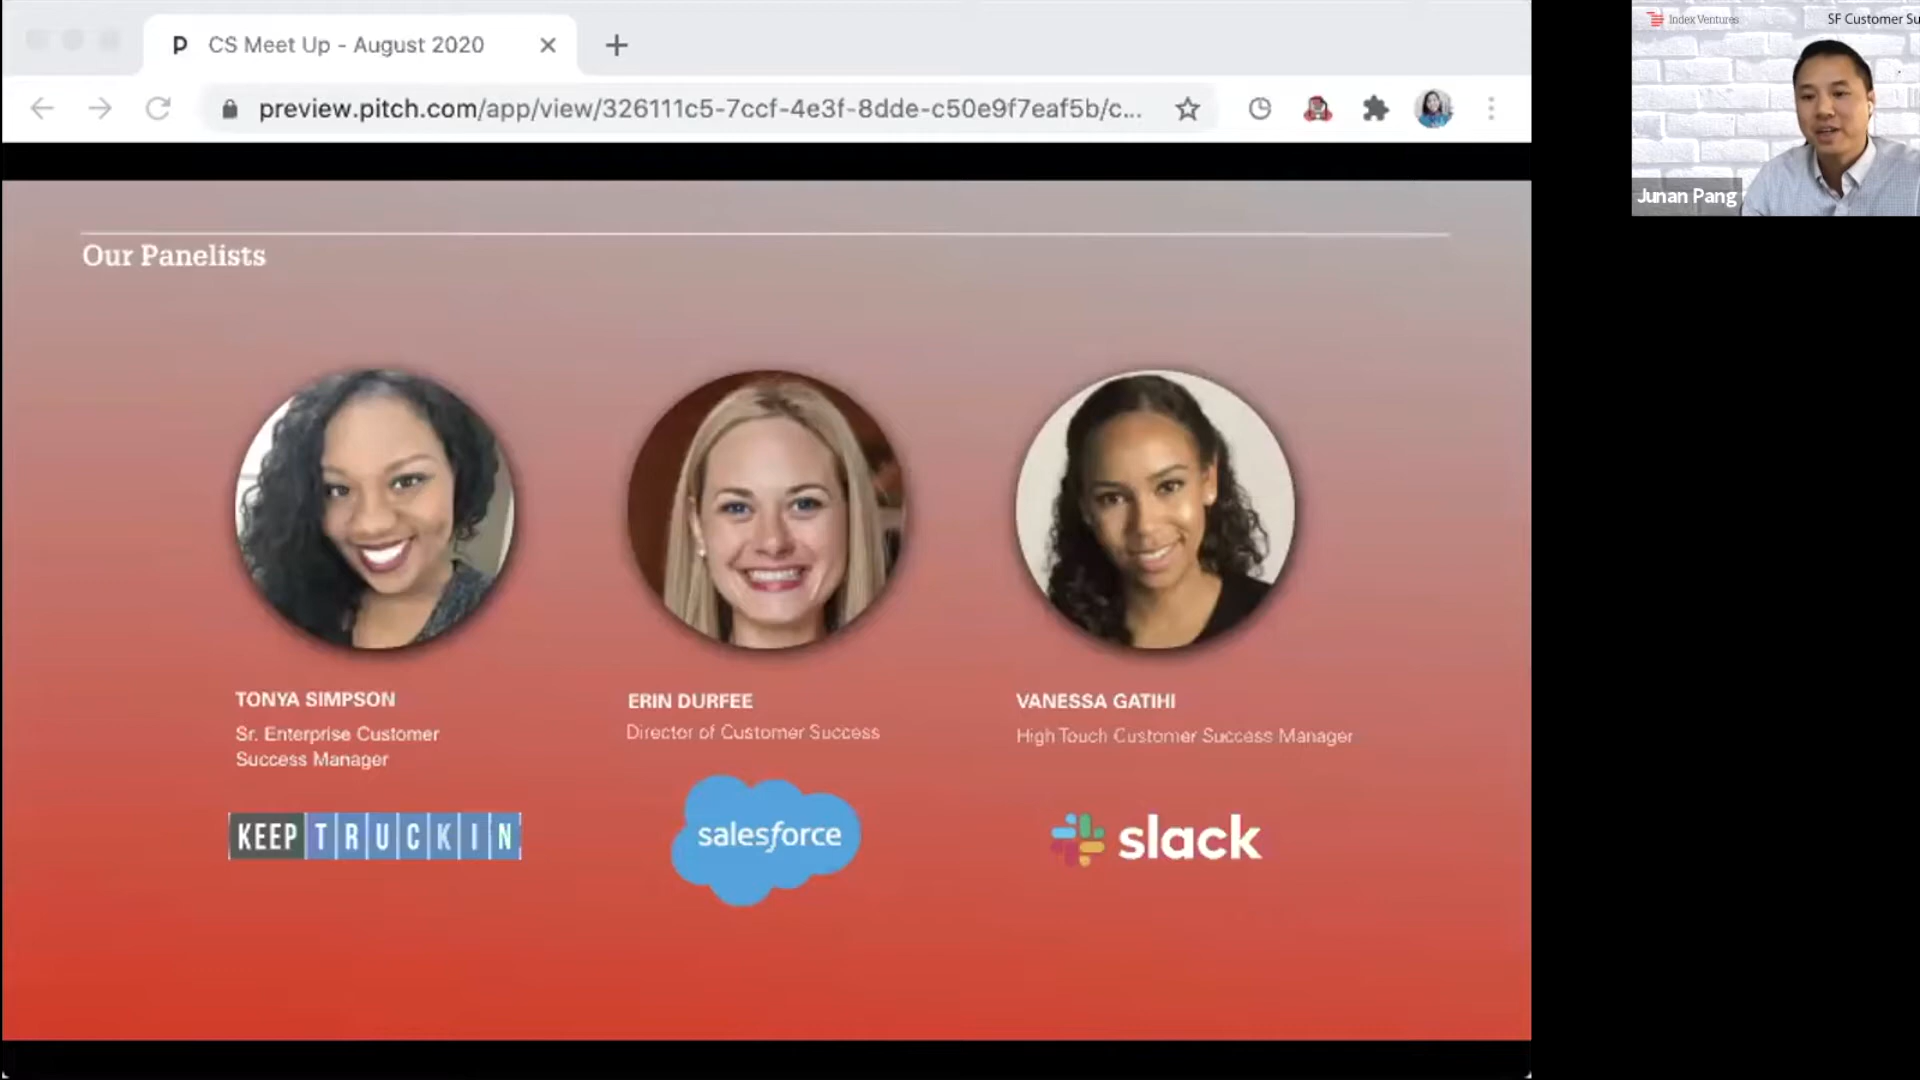 P CS Meet Up - August 2020
preview.pitch.com/app/view/326111c5-7ccf-4e3f-8dde-c50e9f7eaf5b/c...
Index Ventures
SF Customer Su
Junan Pang
Our Panelists
TONYA SIMPSON
Sr. Enterprise Customer
Success Manager
KEEP TRUCKIN
ERIN DURFEE
Director of Customer Success
salesforce
VANESSA GATIHI
High Touch Customer Success Manager
slack